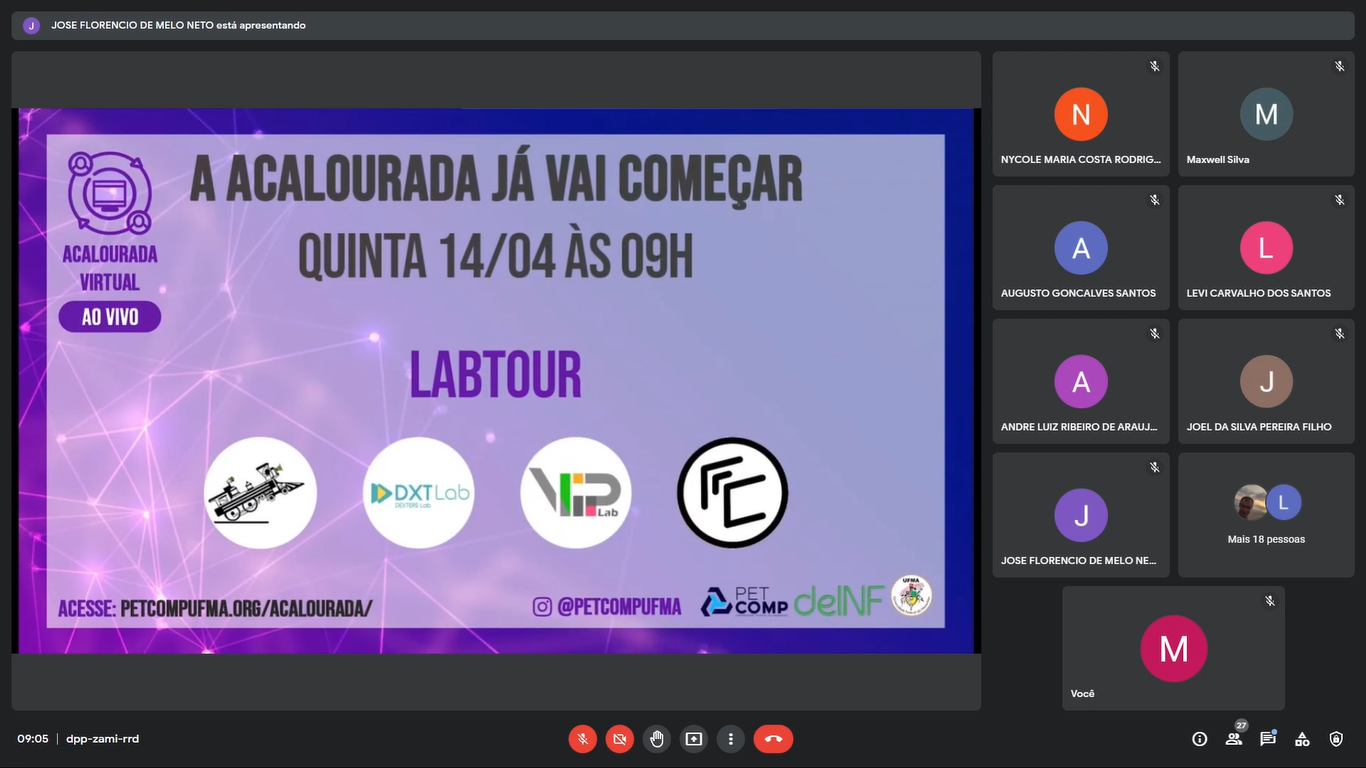 J
JOSE FLORENCIO DE MELO NETO está apresentando
A ACALOURADA JÁ VAI COMEÇAR
QUINTA 14/04 ÀS 09H
ACALOURADA
VIRTUAL
AO VIVO
LABTOUR
DXTLab
DEXTERS Lab
VIP
Lab
ACESSE: PETCOMPUFMA.ORG/ACALOURADA/
@PETCOMPUFMA
PET
COMP
deINF
UFMA
N
NYCOLE MARIA COSTA RODRIG...
M
Maxwell Silva
A
AUGUSTO GONCALVES SANTOS
L
LEVI CARVALHO DOS SANTOS
A
ANDRE LUIZ RIBEIRO DE ARAUJ...
J
JOEL DA SILVA PEREIRA FILHO
J
JOSE FLORENCIO DE MELO NE...
L
Mais 18 pessoas
M
Você
09:05 | dpp-zami-rrd
27